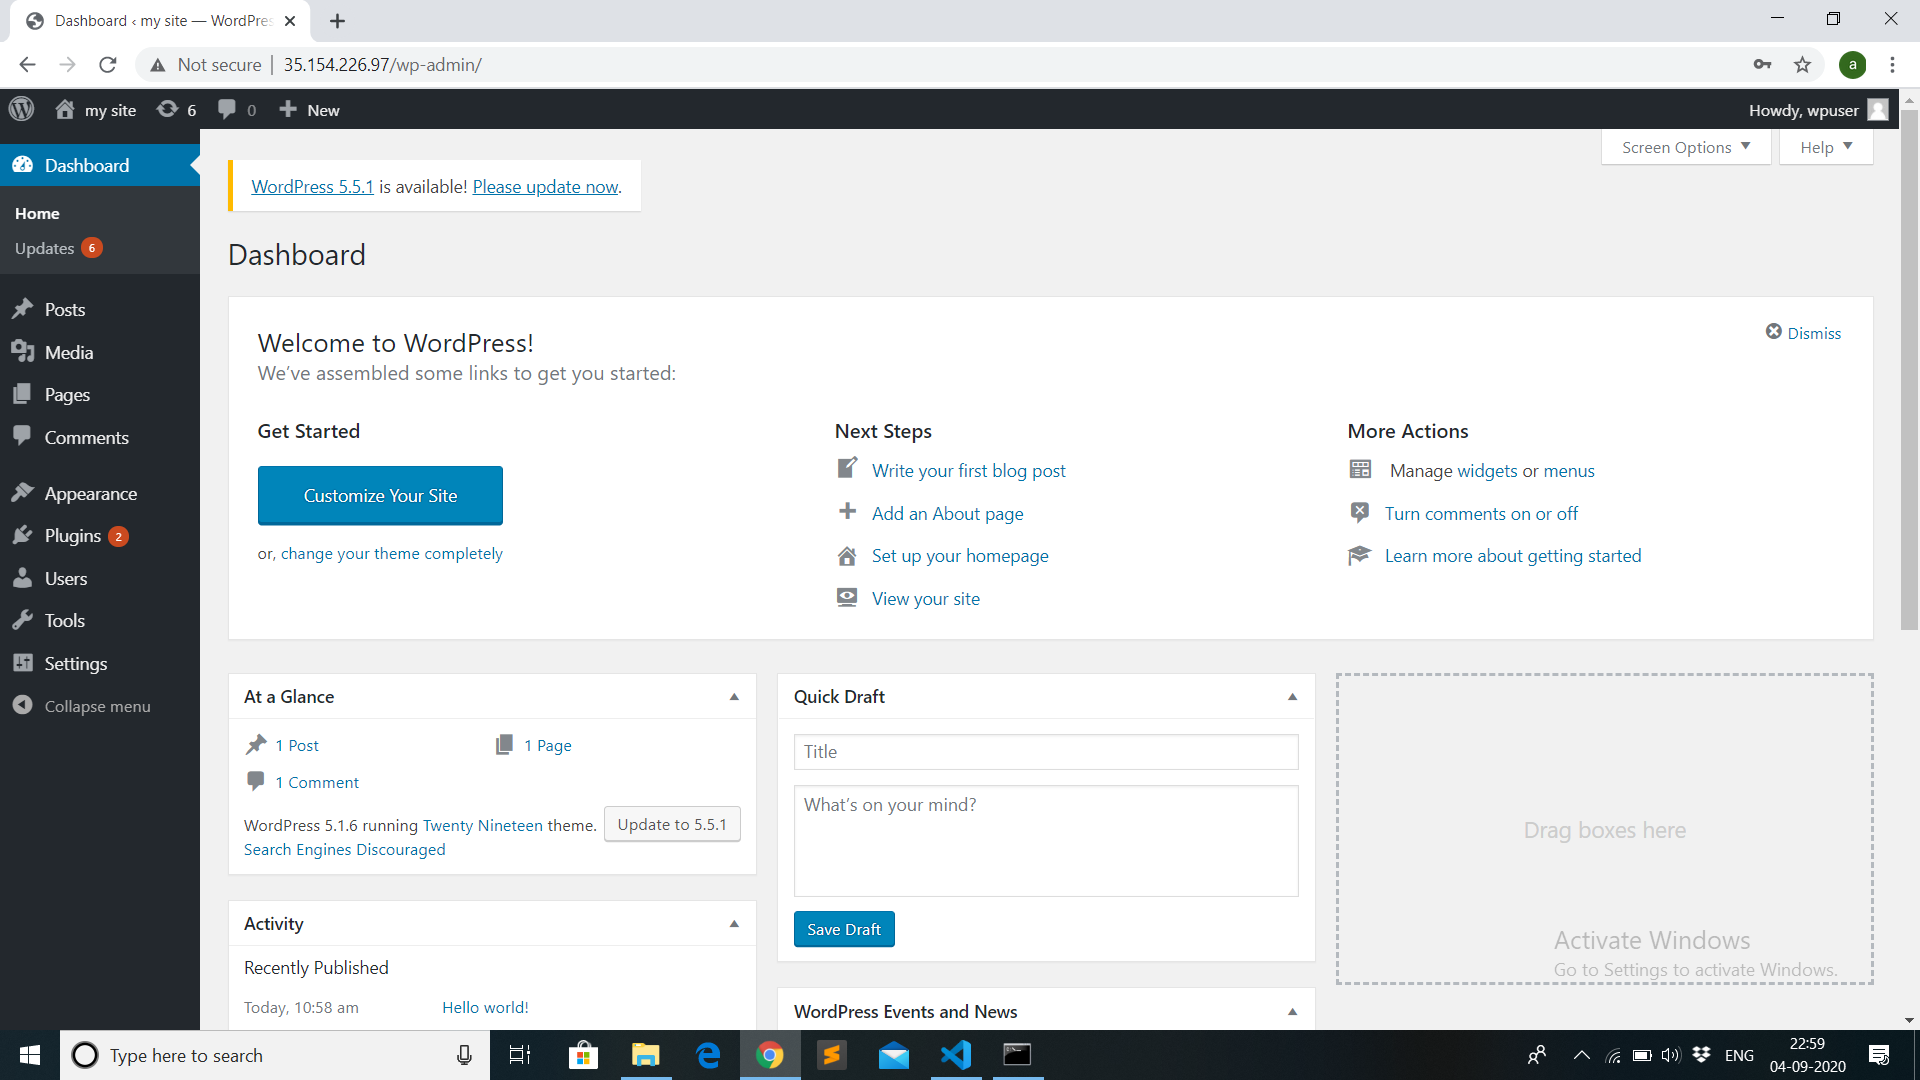 Dashboard ‹ my site — WordPres
Not secure | 35.154.226.97/wp-admin/
a
my site 6 0 New
Howdy, wpuser
Screen Options Help
Dashboard
Home
Updates 6
Posts
Media
Pages
Comments
Appearance
Plugins 2
Users
Tools
Settings
Collapse menu
WordPress 5.5.1 is available! Please update now.
Dashboard
Welcome to WordPress!
Dismiss
We’ve assembled some links to get you started:
Get Started
Customize Your Site
or, change your theme completely
Next Steps
Write your first blog post
Add an About page
Set up your homepage
View your site
More Actions
Manage widgets or menus
Turn comments on or off
Learn more about getting started
At a Glance
1 Post 1 Page
1 Comment
WordPress 5.1.6 running Twenty Nineteen theme. Update to 5.5.1
Search Engines Discouraged
Activity
Recently Published
Today, 10:58 am Hello world!
Quick Draft
Title
What’s on your mind?
Save Draft
WordPress Events and News
Drag boxes here
Activate Windows
Go to Settings to activate Windows.
Type here to search
ENG
22:59
04-09-2020